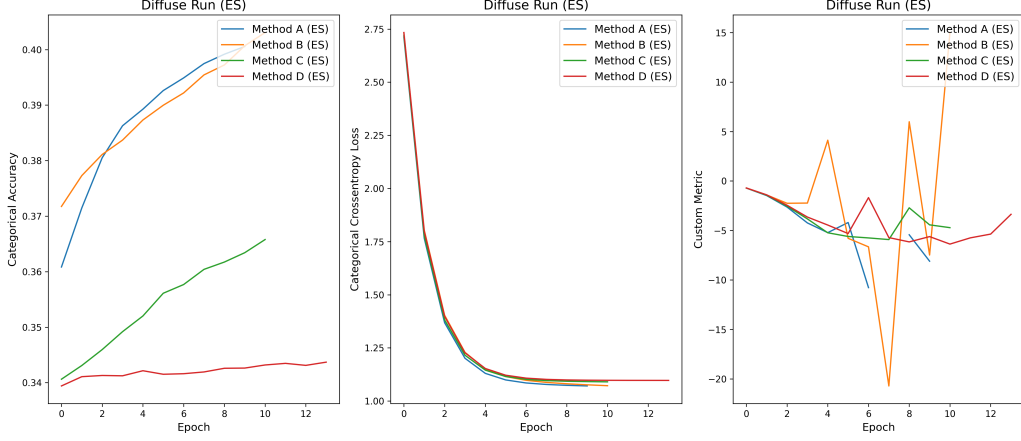 Diffuse Run (ES)
Categorical Accuracy
0.40
0.39
0.38
0.37
0.36
0.35
0.34
0 2 4 6 8 10 12
Epoch
Method A (ES)
Method B (ES)
Method C (ES)
Method D (ES)
Diffuse Run (ES)
Categorical Crossentropy Loss
2.75
2.50
2.25
2.00
1.75
1.50
1.25
1.00
0 2 4 6 8 10 12
Epoch
Method A (ES)
Method B (ES)
Method C (ES)
Method D (ES)
Diffuse Run (ES)
Custom Metric
15
10
5
0
−5
−10
−15
−20
0 2 4 6 8 10 12
Epoch
Method A (ES)
Method B (ES)
Method C (ES)
Method D (ES)